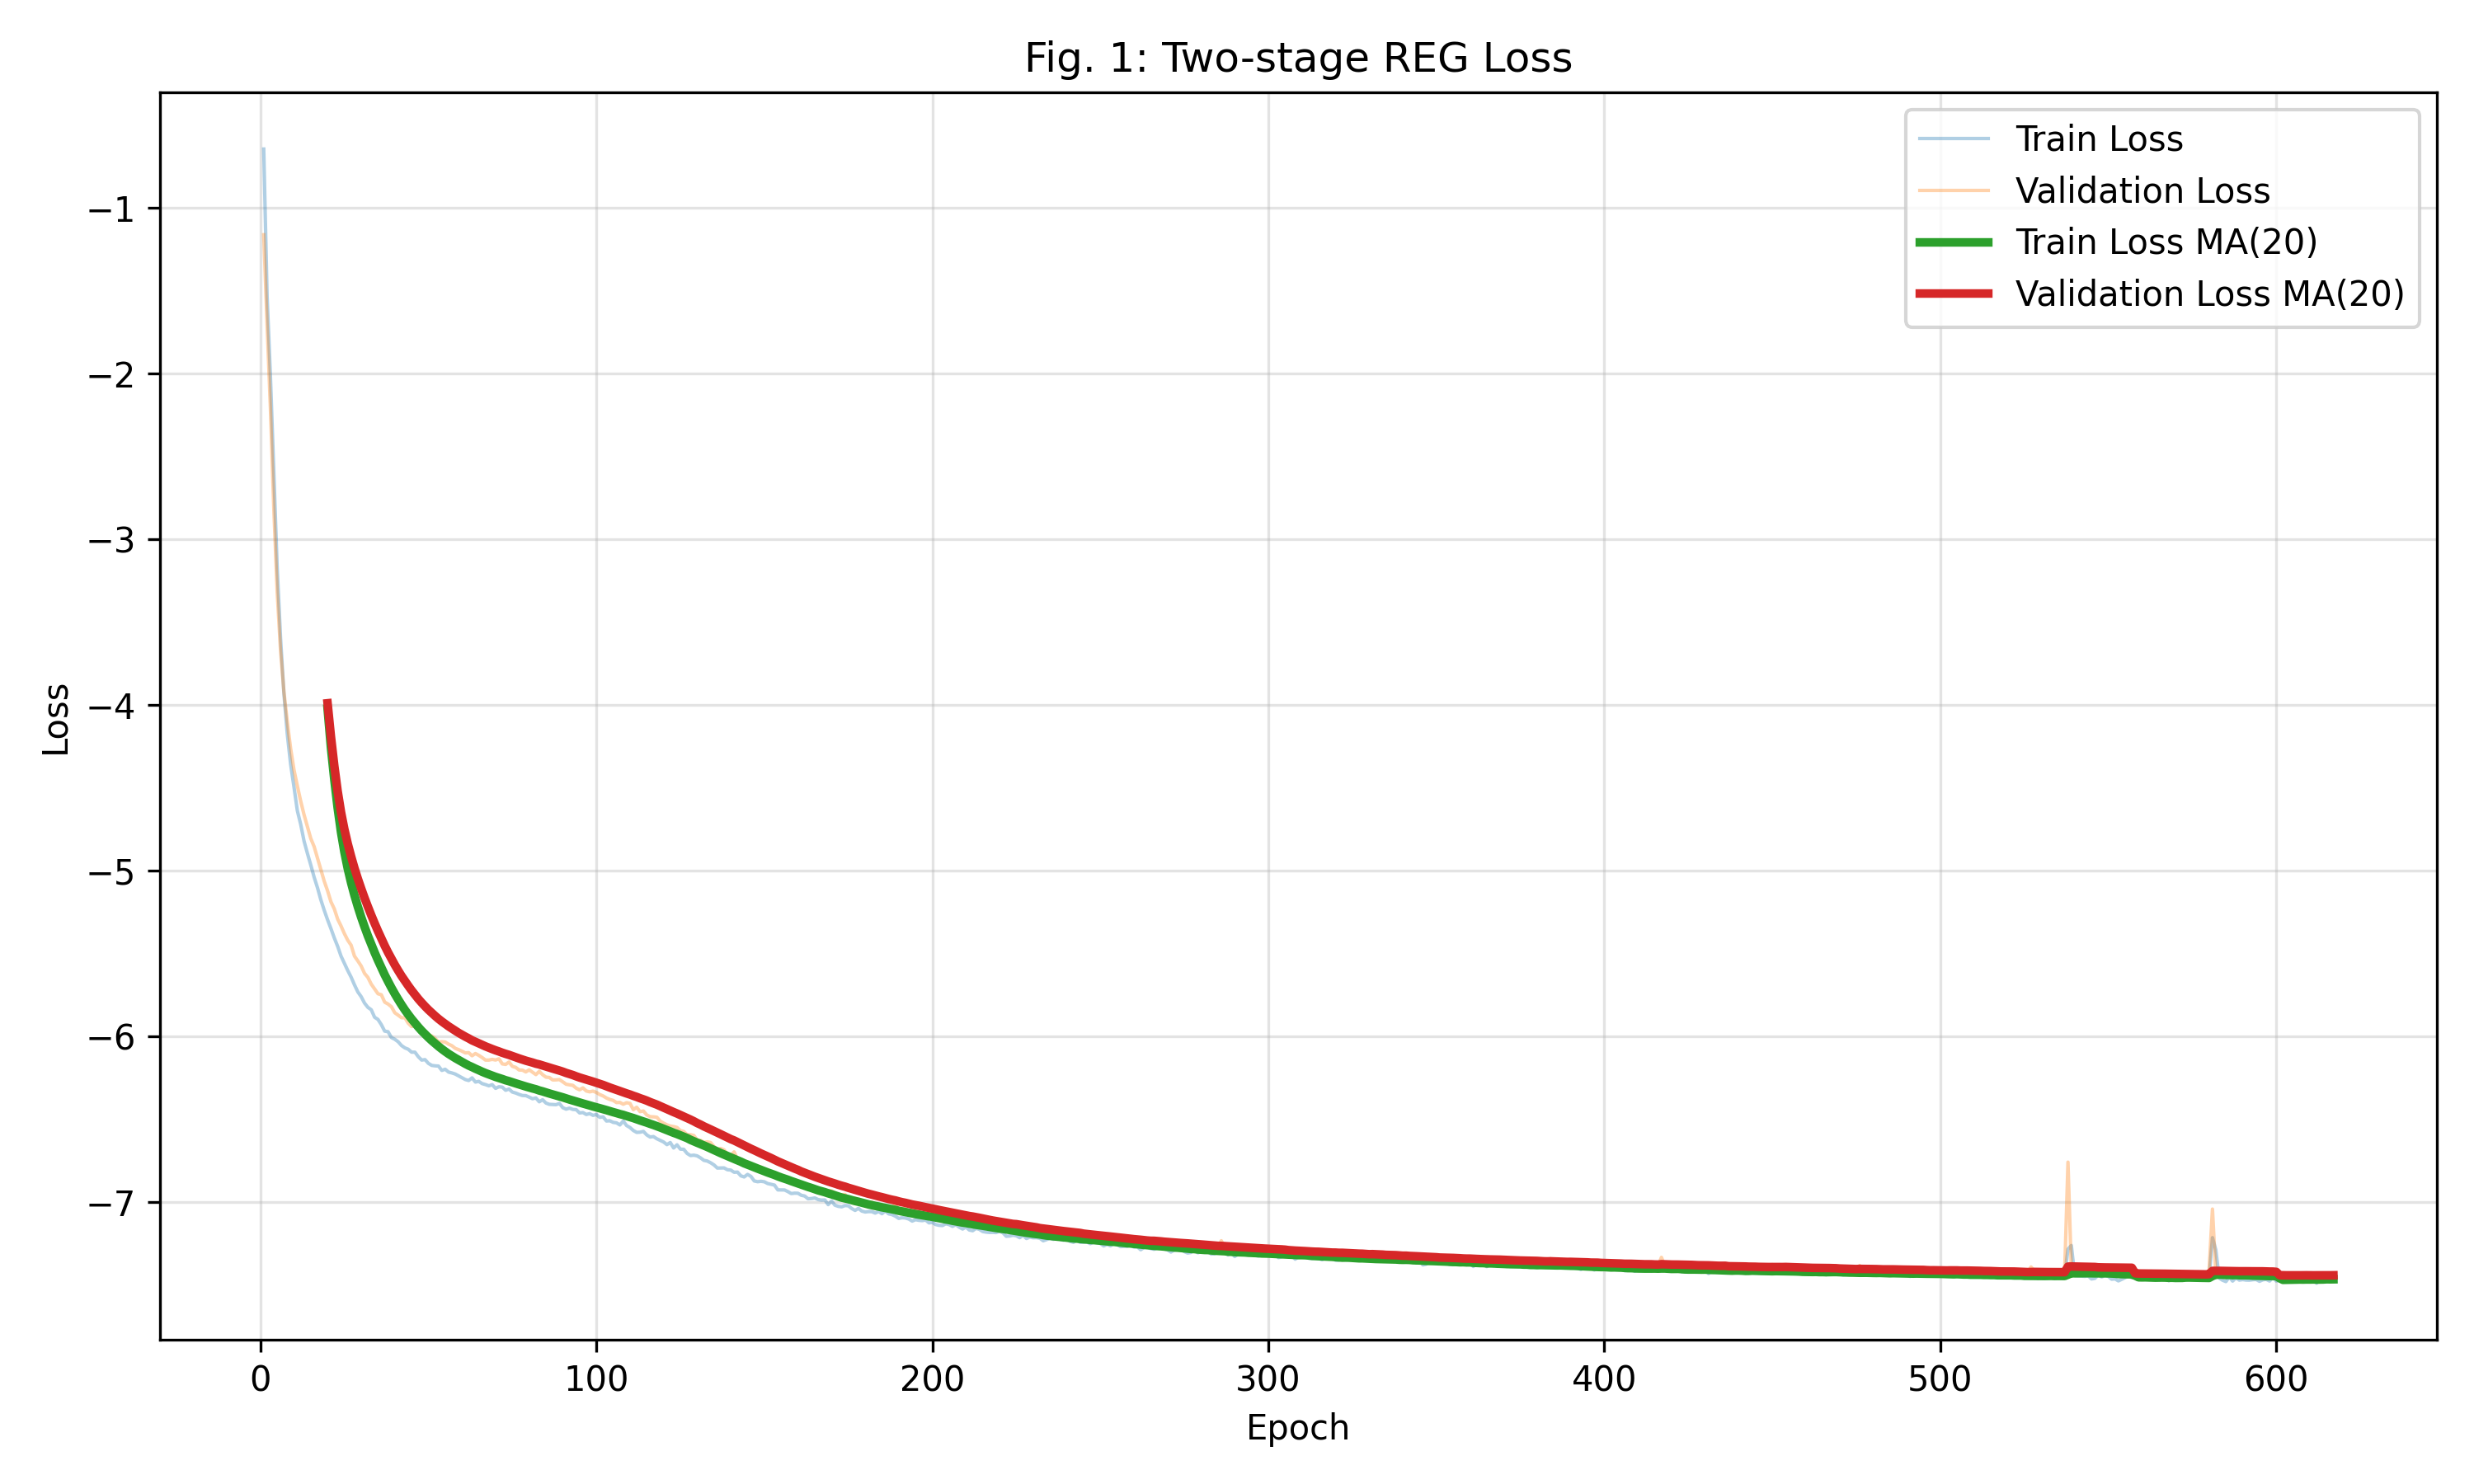 Fig. 1: Two-stage REG Loss
Train Loss
Validation Loss
Train Loss MA(20)
Validation Loss MA(20)
Loss
−1
−2
−3
−4
−5
−6
−7
0 100 200 300 400 500 600
Epoch